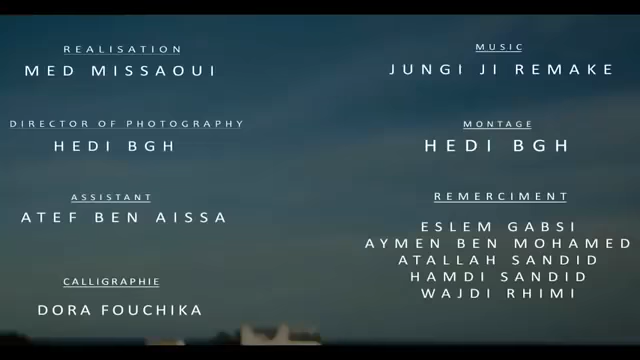 REALISATION
MED MISSAOUI
DIRECTOR OF PHOTOGRAPHY
HEDI BGH
ASSISTANT
ATEF BEN AISSA
CALLIGRAPHIE
DORA FOUCHIKA
MUSIC
JUNGI JI REMAKE
MONTAGE
HEDI BGH
REMERCIMENT
ESLEM GABSI
AYMEN BEN MOHAMED
ATALLAH SANDID
HAMDI SANDID
WAJDI RHIMI